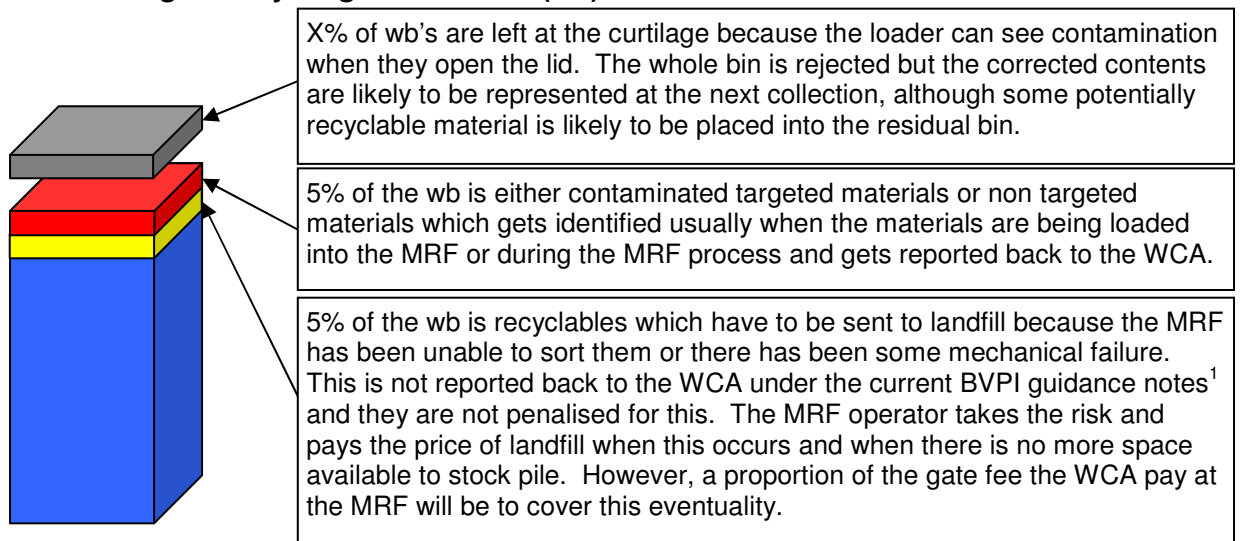 X% of wb's are left at the curtilage because the loader can see contamination
when they open the lid. The whole bin is rejected but the corrected contents
are likely to be represented at the next collection, although some potentially
recyclable material is likely to be placed into the residual bin.
5% of the wb is either contaminated targeted materials or non targeted
materials which gets identified usually when the materials are being loaded
into the MRF or during the MRF process and gets reported back to the WCA.
5% of the wb is recyclables which have to be sent to landfill because the MRF
has been unable to sort them or there has been some mechanical failure.
This is not reported back to the WCA under the current BVPI guidance notes¹
and they are not penalised for this. The MRF operator takes the risk and
pays the price of landfill when this occurs and when there is no more space
available to stock pile. However, a proportion of the gate fee the WCA pay at
the MRF will be to cover this eventuality.